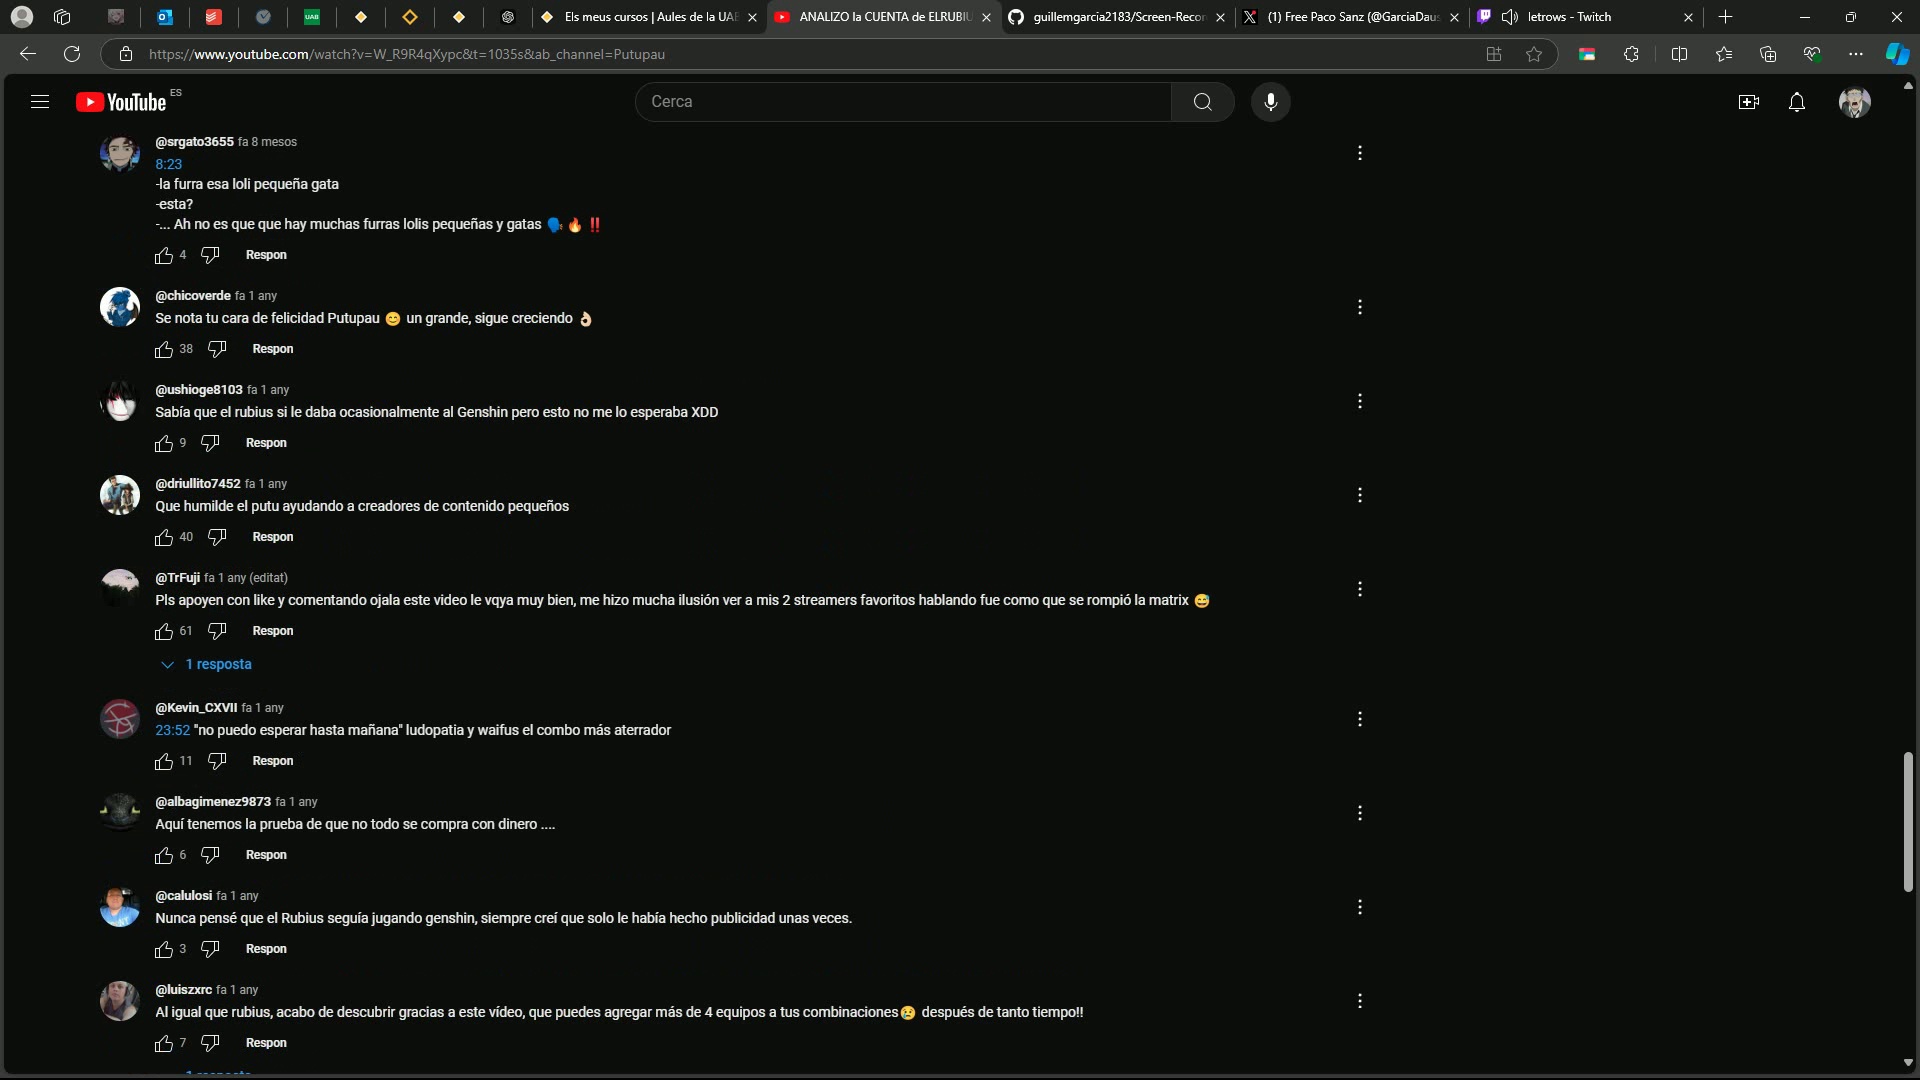 Els meus cursos | Aules de la UAB
ANALIZO la CUENTA de ELRUBIU
guillemgarcia2183/Screen-Recor
(1) Free Paco Sanz (@GarciaDaus
letrows - Twitch
https://www.youtube.com/watch?v=W_R9R4qXypc&t=1035s&ab_channel=Putupau
YouTube ES
Cerca
@srgato3655 fa 8 mesos
8:23
-la furra esa loli pequeña gata
-esta?
-... Ah no es que que hay muchas furras lolis pequeñas y gatas 🗣️🔥‼️
4 Respon
@chicoverde fa 1 any
Se nota tu cara de felicidad Putupau 😊 un grande, sigue creciendo 👌🏻
38 Respon
@ushioge8103 fa 1 any
Sabía que el rubius si le daba ocasionalmente al Genshin pero esto no me lo esperaba XDD
9 Respon
@driullito7452 fa 1 any
Que humilde el putu ayudando a creadores de contenido pequeños
40 Respon
@TrFuji fa 1 any (editat)
Pls apoyen con like y comentando ojala este video le vqya muy bien, me hizo mucha ilusión ver a mis 2 streamers favoritos hablando fue como que se rompió la matrix 😅
61 Respon
1 resposta
@Kevin_CXVII fa 1 any
23:52 "no puedo esperar hasta mañana" ludopatia y waifus el combo más aterrador
11 Respon
@albagimenez9873 fa 1 any
Aquí tenemos la prueba de que no todo se compra con dinero ....
6 Respon
@calulosi fa 1 any
Nunca pensé que el Rubius seguía jugando genshin, siempre creí que solo le había hecho publicidad unas veces.
3 Respon
@luiszxrc fa 1 any
Al igual que rubius, acabo de descubrir gracias a este vídeo, que puedes agregar más de 4 equipos a tus combinaciones😢 después de tanto tiempo!!
7 Respon